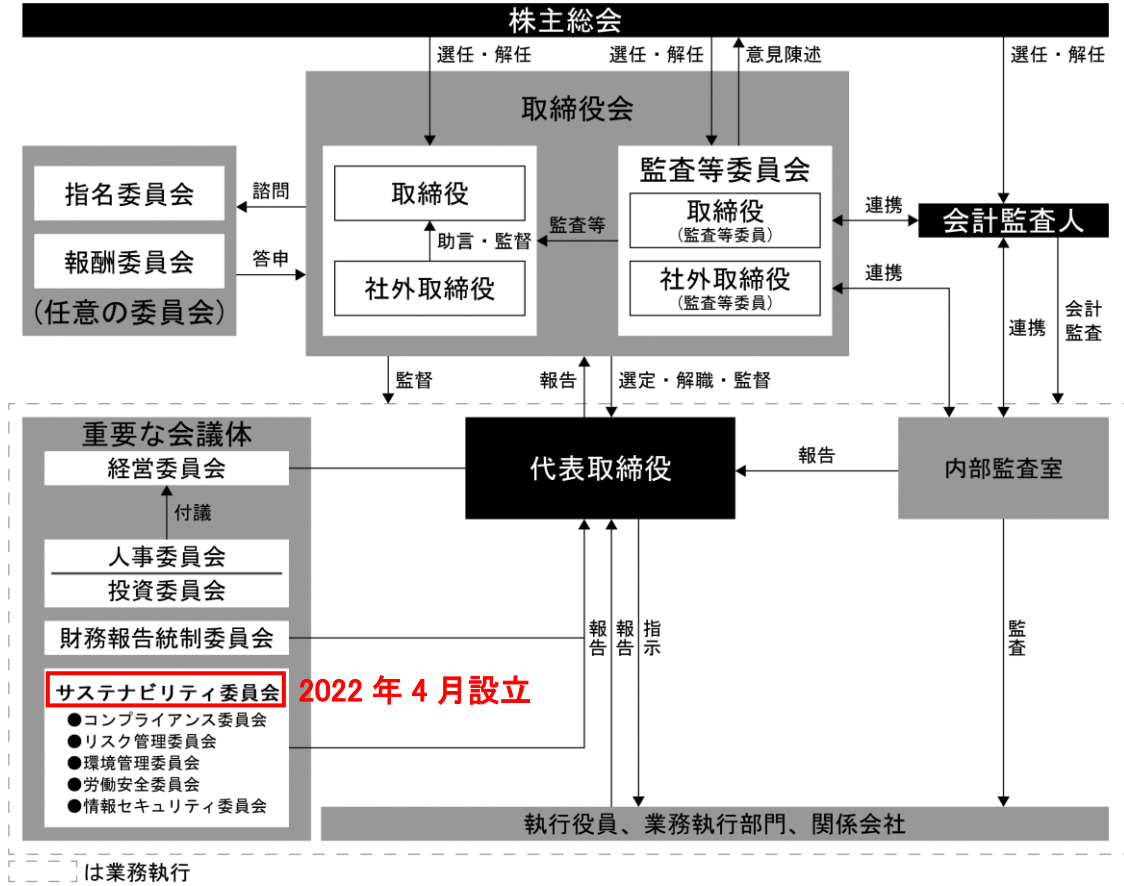 株主総会
選任・解任
選任・解任
意見陳述
選任・解任
取締役会
指名委員会
報酬委員会
(任意の委員会)
諮問
答申
取締役
助言・監督
社外取締役
監査等
監査等委員会
取締役
(監査等委員)
社外取締役
(監査等委員)
連携
連携
会計監査人
連携
会計
監査
監督
報告
選定・解職・監督
重要な会議体
経営委員会
付議
人事委員会
投資委員会
財務報告統制委員会
サステナビリティ委員会
2022 年 4 月設立
●コンプライアンス委員会
●リスク管理委員会
●環境管理委員会
●労働安全委員会
●情報セキュリティ委員会
代表取締役
報告
内部監査室
報告
報告
指示
監査
執行役員、業務執行部門、関係会社
は業務執行